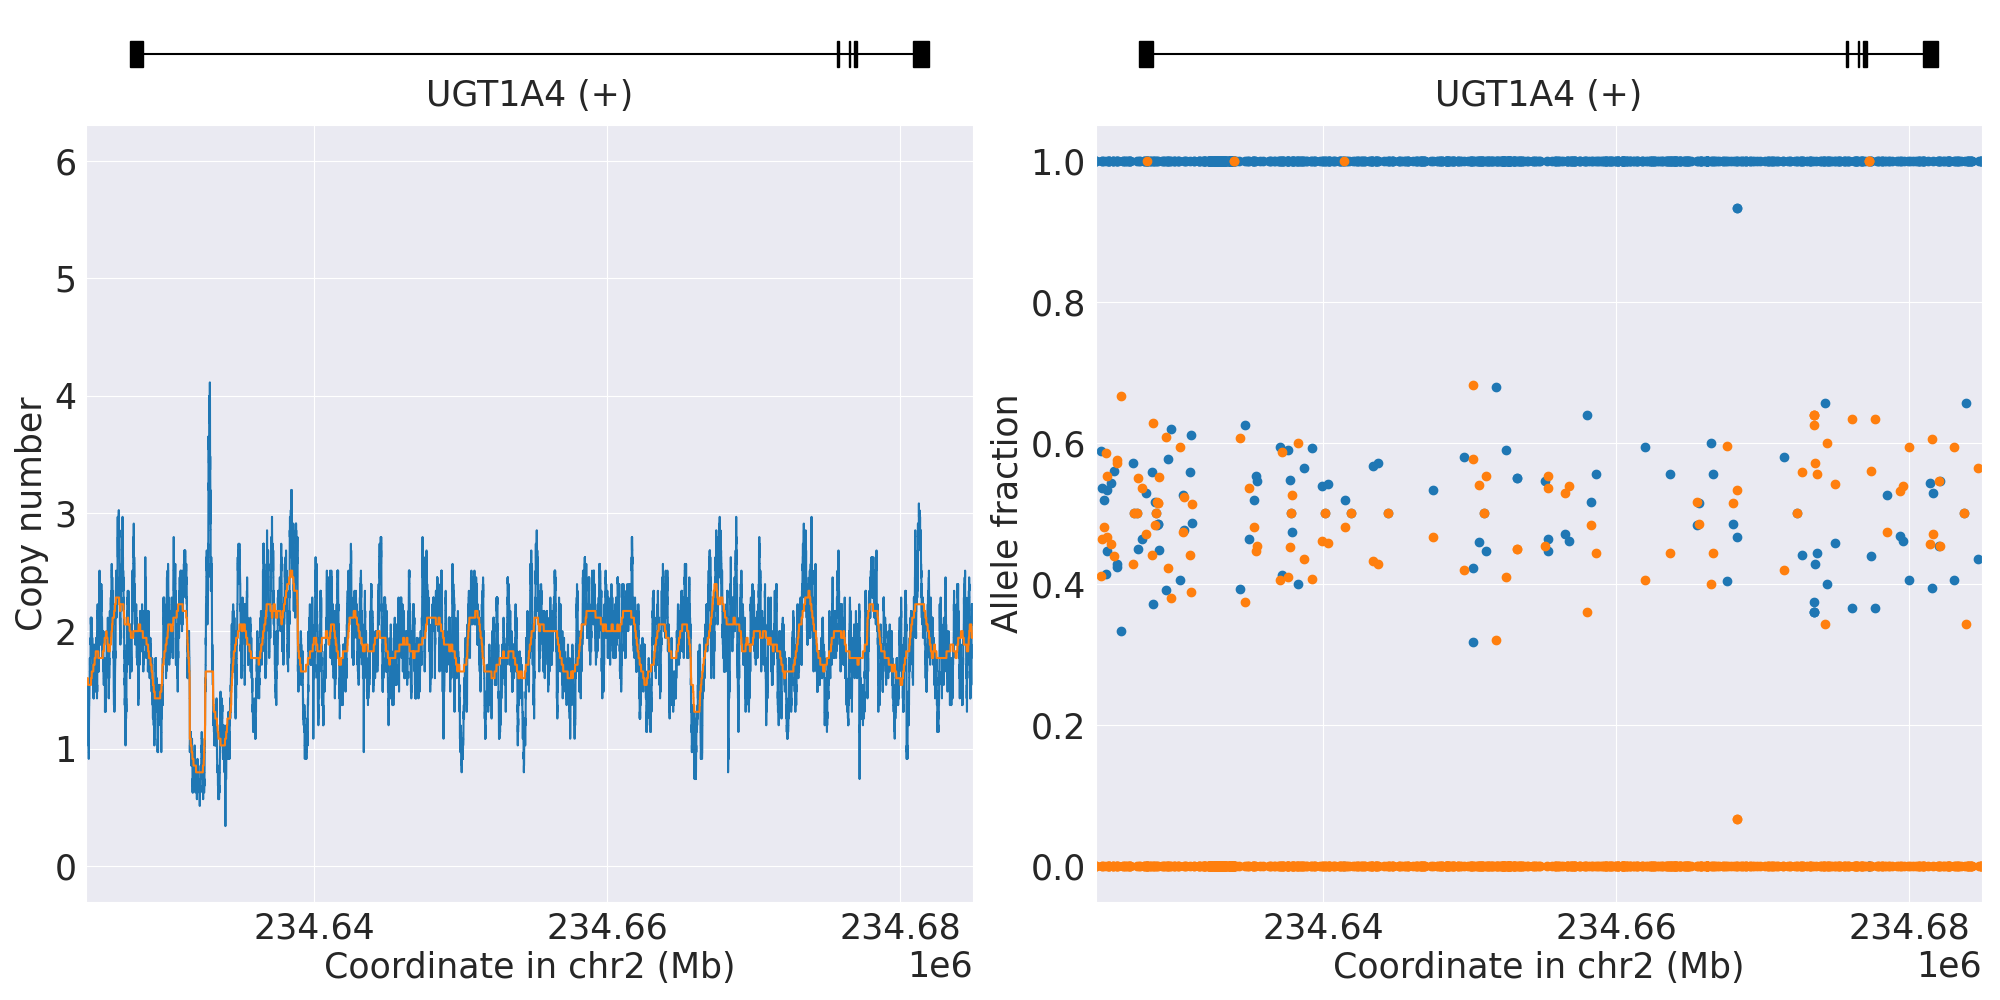 UGT1A4 (+)
6
5
4
3
2
1
0
Copy number
234.64
234.66
234.68
Coordinate in chr2 (Mb)
1e6
UGT1A4 (+)
1.0
0.8
0.6
0.4
0.2
0.0
Allele fraction
234.64
234.66
234.68
Coordinate in chr2 (Mb)
1e6